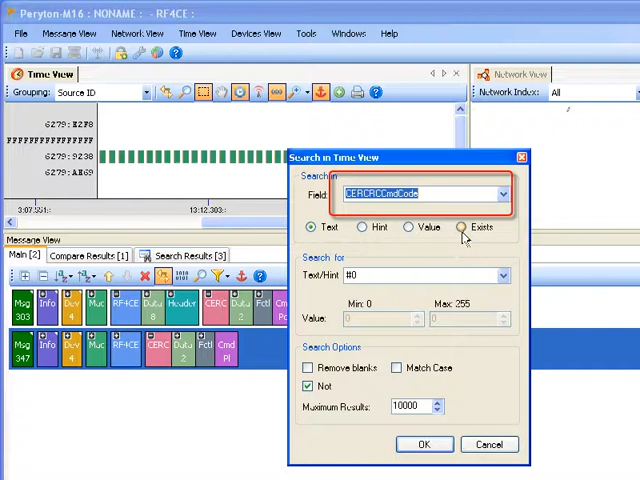 Peryton-M16 : NONAME : - RF4CE :
File Message View Network View Time View Devices View Tools Windows Help
Time View
Grouping: Source ID
Network View
Network Index: All
6279:E2F8
FFFFFFFFFFFFFFFF
6279:9238
6279:AE69
3:07.551:: 13:12.303::
Message View
Main [2] Compare Results [1] Search Results [3]
Msg 303 Info Dev 4 Mac RF4CE Data 8 Header CERC Data 2 Fctl Cmd
Msg 347 Info Dev 4 Mac RF4CE CERC Data 2 Fctl Cmd Pl
Search in Time View
Search in
Field: CERCRCCmdCode
Text Hint Value Exists
Search for
Text/Hint: #0
Min: 0 Max: 255
Value: 0 0
Search Options
Remove blanks Match Case
Not
Maximum Results: 10000
OK Cancel